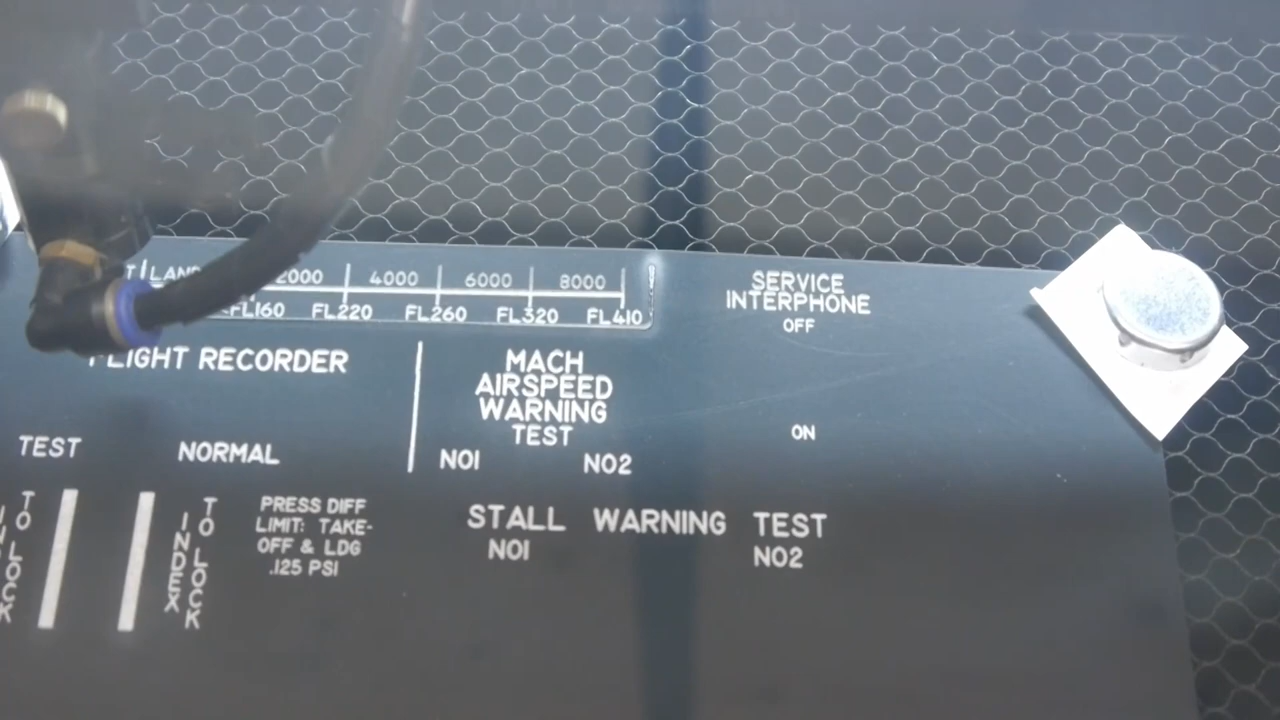 LAND 2000 4000 6000 8000
FL160 FL220 FL260 FL320 FL410
SERVICE
INTERPHONE
OFF
ON
FLIGHT RECORDER
TEST NORMAL
MACH
AIRSPEED
WARNING
TEST
NO1 NO2
TO LOCK
INDEX
TO LOCK
PRESS DIFF
LIMIT: TAKE-
OFF & LDG
.125 PSI
STALL WARNING TEST
NO1 NO2